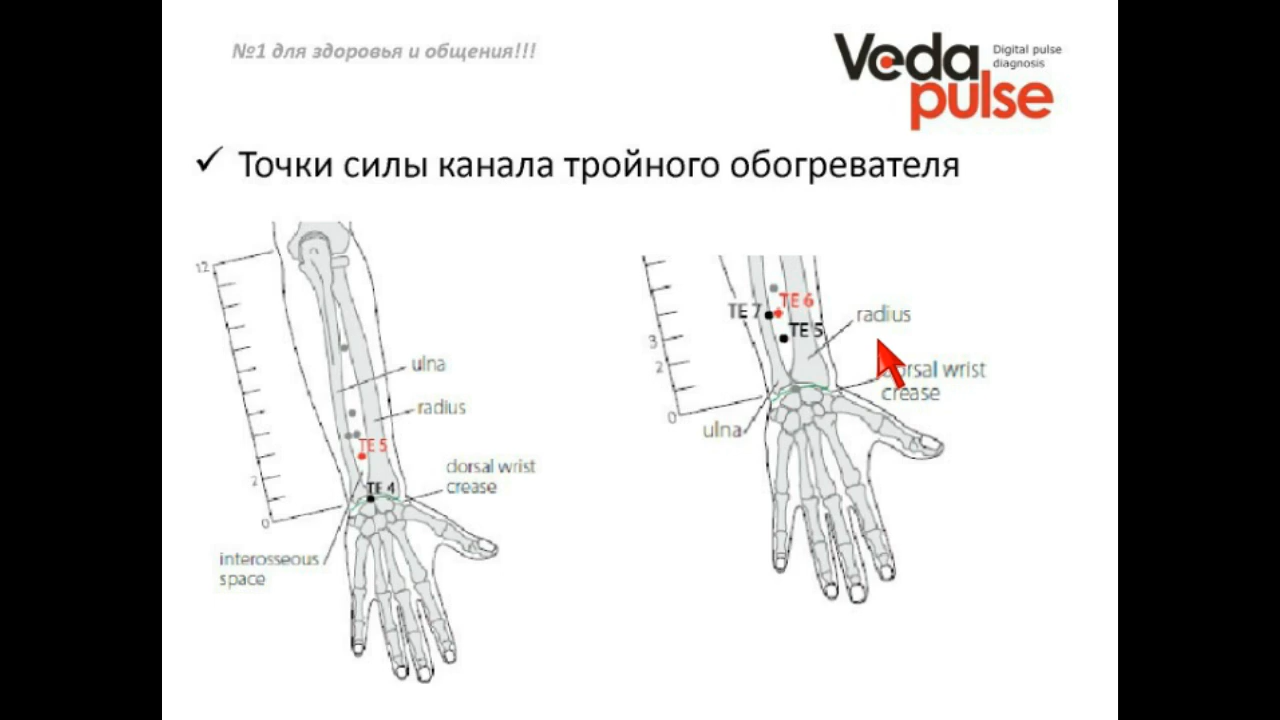 №1 для здоровья и общения!!!
Veda
pulse
Digital pulse
diagnosis
✓ Точки силы канала тройного обогревателя
12
ulna
radius
TE 5
2
TE 4
dorsal wrist
crease
0
interosseous
space
TE 7
TE 6
TE 5
radius
3
2
dorsal wrist
crease
0
ulna